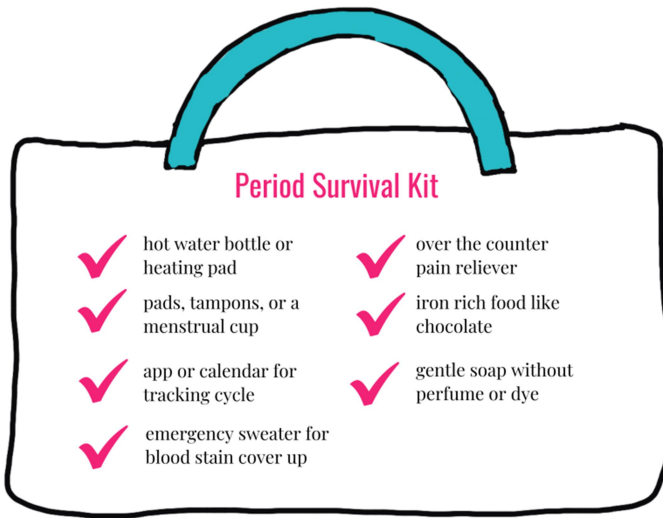 Period Survival Kit
hot water bottle or
heating pad
pads, tampons, or a
menstrual cup
app or calendar for
tracking cycle
emergency sweater for
blood stain cover up
over the counter
pain reliever
iron rich food like
chocolate
gentle soap without
perfume or dye